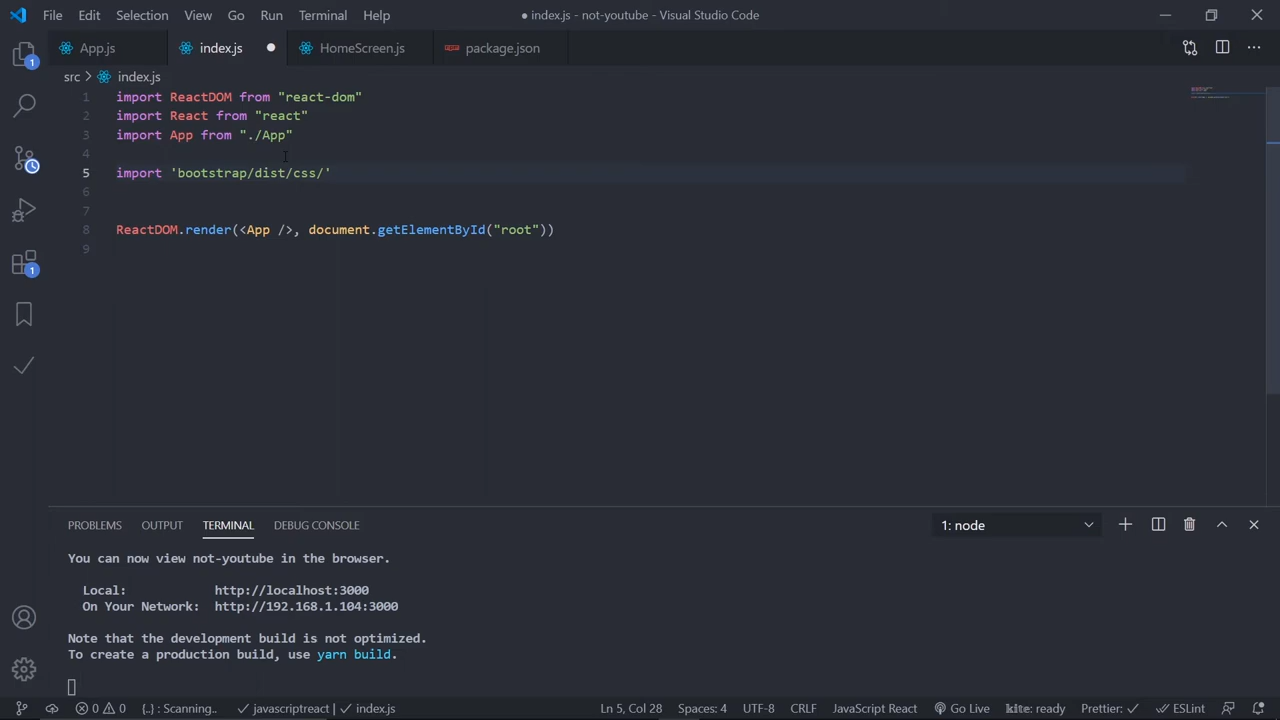 File Edit Selection View Go Run Terminal Help ● index.js - not-youtube - Visual Studio Code
App.js index.js ● HomeScreen.js package.json
src > index.js
1 import ReactDOM from "react-dom"
2 import React from "react"
3 import App from "./App"
4
5 import 'bootstrap/dist/css/'
6
7
8 ReactDOM.render(<App />, document.getElementById("root"))
9
1
1
PROBLEMS OUTPUT TERMINAL DEBUG CONSOLE 1: node
You can now view not-youtube in the browser.
Local: http://localhost:3000
On Your Network: http://192.168.1.104:3000
Note that the development build is not optimized.
To create a production build, use yarn build.
0 0 {..} : Scanning.. javascriptreact index.js Ln 5, Col 28 Spaces: 4 UTF-8 CRLF JavaScript React Go Live kite: ready Prettier: ✓ ESLint